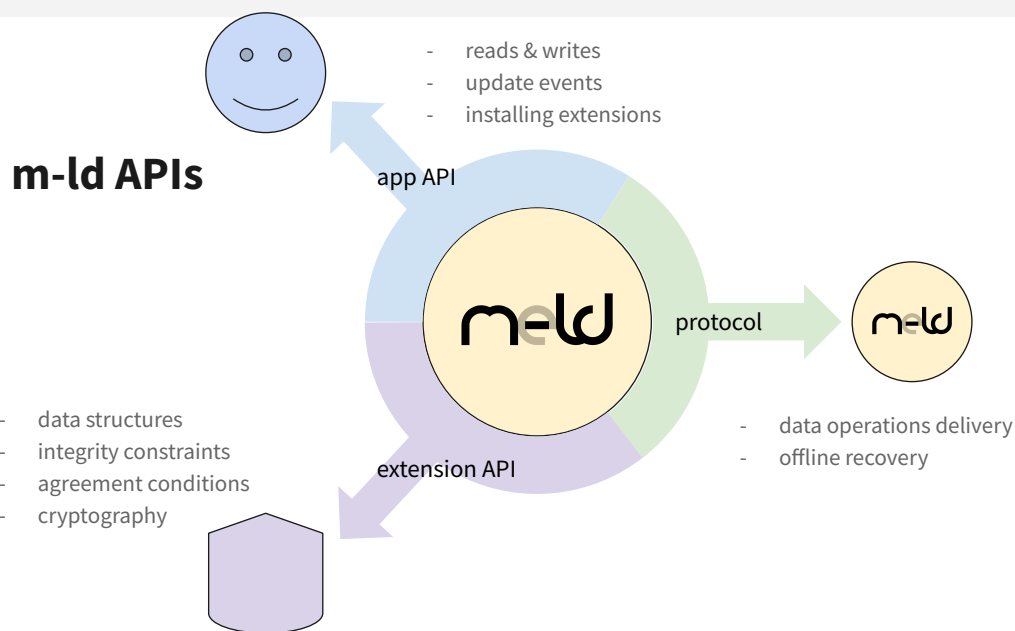 - reads & writes
- update events
- installing extensions
m-ld APIs
app API
m-ld
protocol
m-ld
extension API
- data structures
- integrity constraints
- agreement conditions
- cryptography
- data operations delivery
- offline recovery